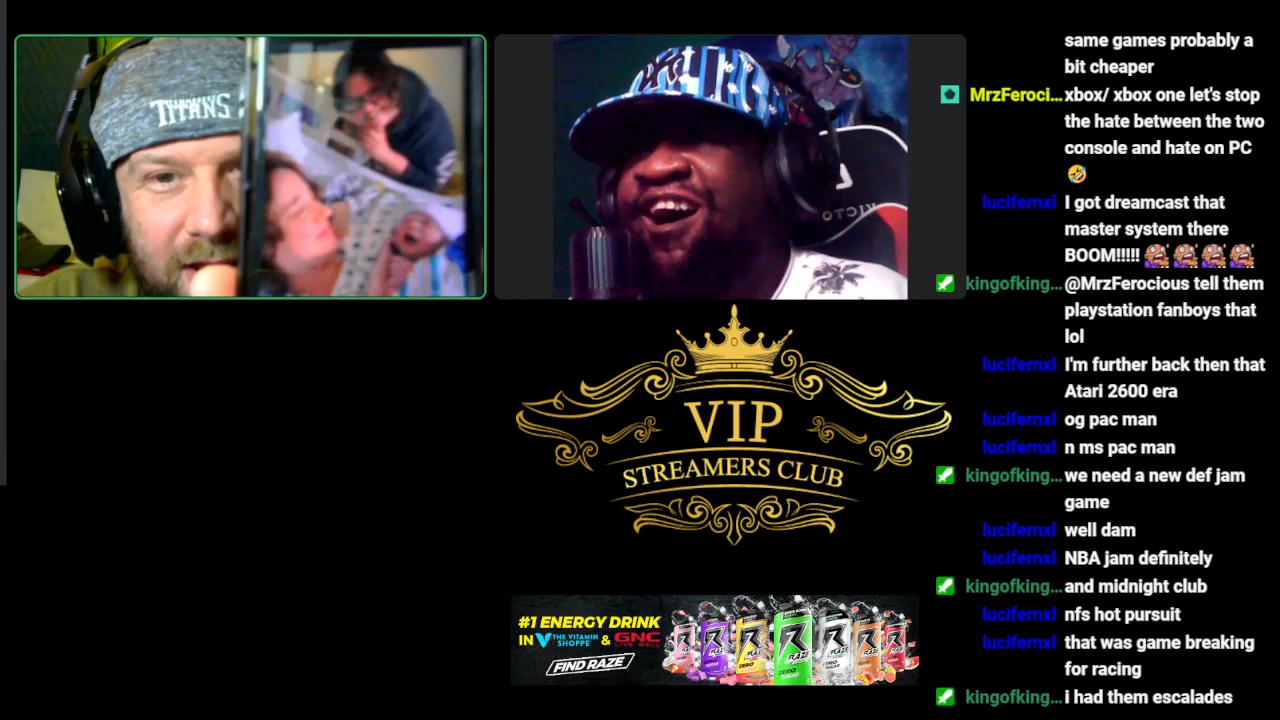 TITANS
VIP
STREAMERS CLUB
#1 ENERGY DRINK
IN THE VITAMIN SHOPPE & GNC LIVE WELL
FIND RAZE
same games probably a
bit cheaper
MrzFeroci... xbox/ xbox one let's stop
the hate between the two
console and hate on PC
🤣
lucifernxl I got dreamcast that
master system there
BOOM!!!!!
kingofking... @MrzFerocious tell them
playstation fanboys that
lol
lucifernxl I'm further back then that
Atari 2600 era
lucifernxl og pac man
lucifernxl n ms pac man
kingofking... we need a new def jam
game
lucifernxl well dam
lucifernxl NBA jam definitely
kingofking... and midnight club
lucifernxl nfs hot pursuit
lucifernxl that was game breaking
for racing
kingofking... i had them escalades